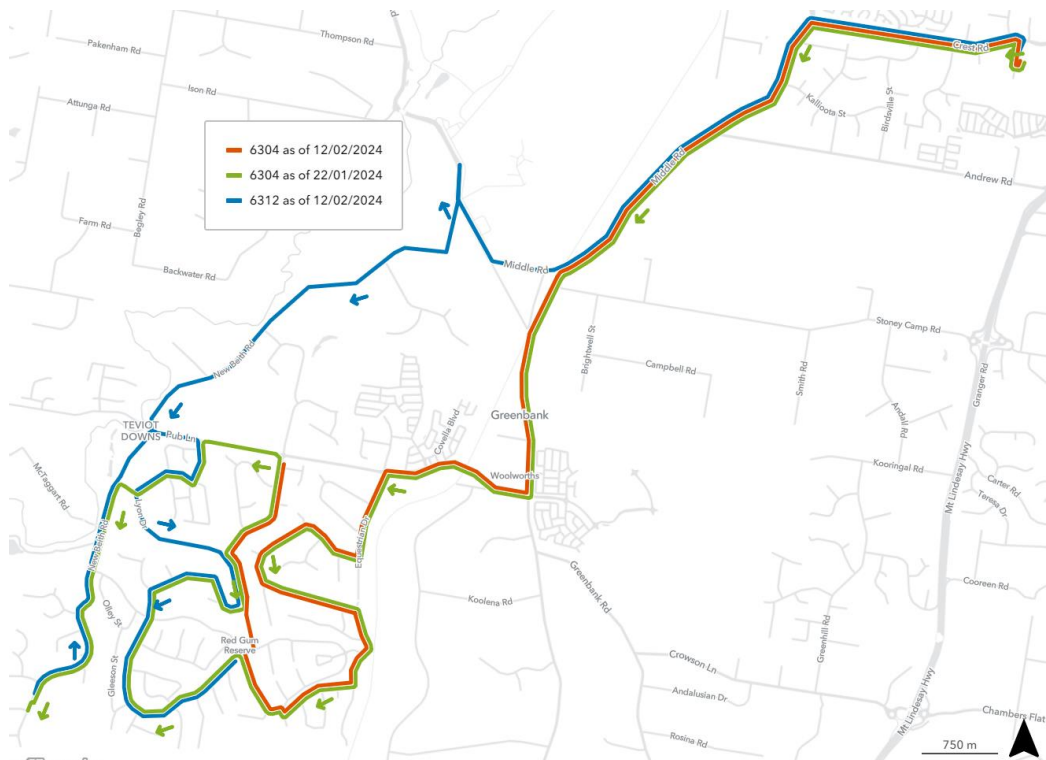 Thompson Rd
Pakenham Rd
Crest Rd
Ison Rd
Attunga Rd
Kallioota St
Birdsville St
6304 as of 12/02/2024
6304 as of 22/01/2024
6312 as of 12/02/2024
Middle Rd
Andrew Rd
Begley Rd
Farm Rd
Backwater Rd
Middle Rd
Stoney Camp Rd
New Beith Rd
Brightwell St
Campbell Rd
Smith Rd
Granger Rd
Andall Rd
Greenbank
Covella Blvd
TEVIOT
DOWNS
Pub Ln
Kooringal Rd
Woolworths
McTaggart Rd
Carter Rd
Teresa Dr
Mt Lindesay Hwy
Lyon Dr
New Beith Rd
Equestrian Dr
Greenbank Rd
Cooreen Rd
Koolena Rd
Olley St
Greenhill Rd
Red Gum
Reserve
Gleeson St
Crowson Ln
Andalusian Dr
Mt Lindesay Hwy
Chambers Flat
Rosina Rd
750 m